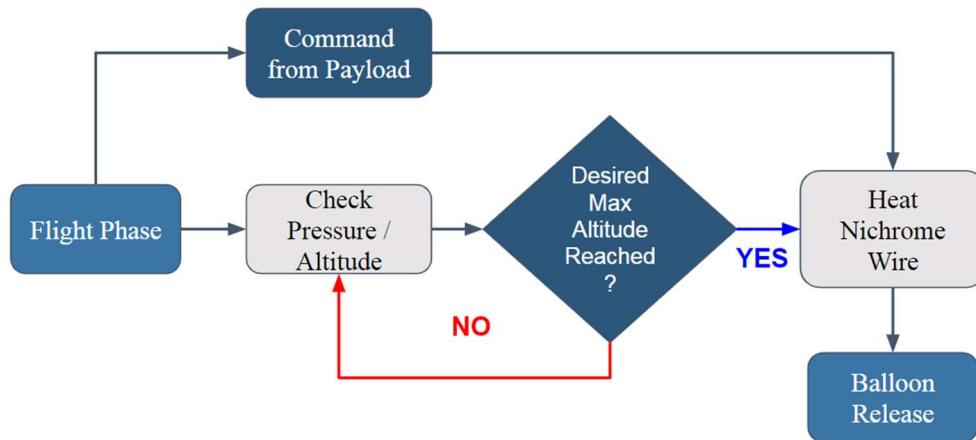 Command
from Payload
Flight Phase
Check
Pressure /
Altitude
Desired
Max
Altitude
Reached
?
YES
NO
Heat
Nichrome
Wire
Balloon
Release